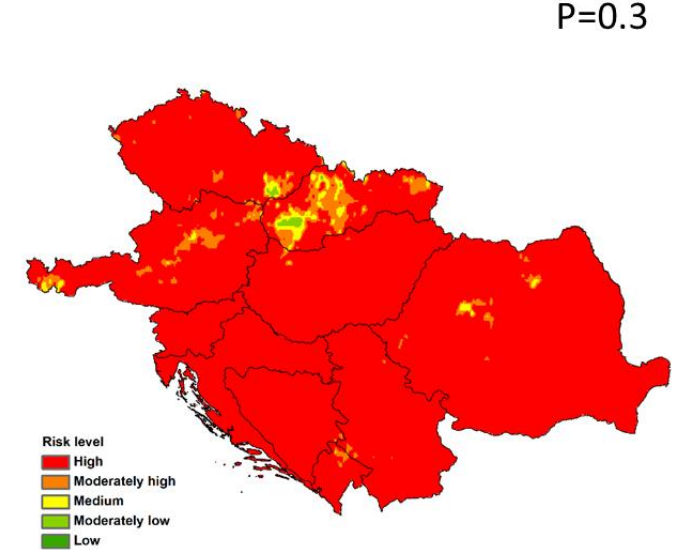 P=0.3
Risk level
High
Moderately high
Medium
Moderately low
Low